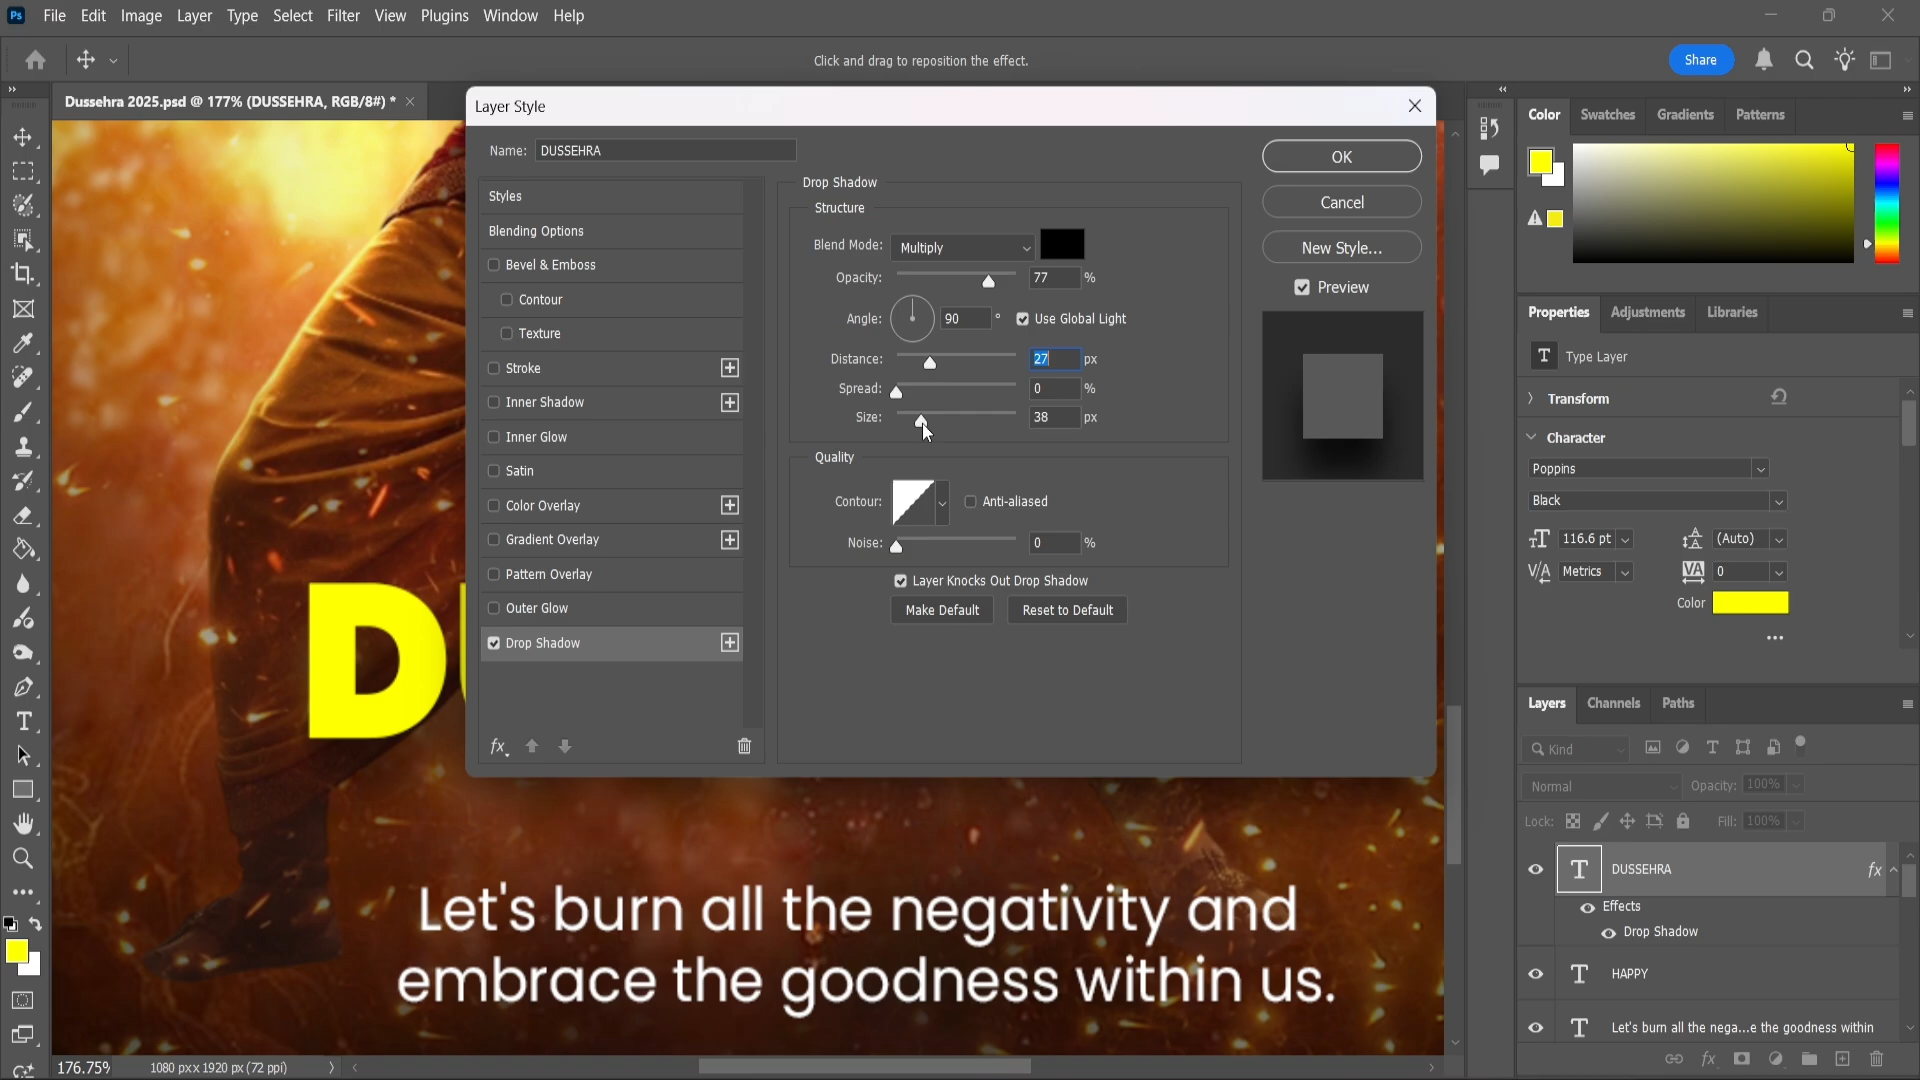 Ps File Edit Image Layer Type Select Filter View Plugins Window Help
Click and drag to reposition the effect.
Share
Dussehra 2025.psd @ 177% (DUSSEHRA, RGB/8#) *
Layer Style
Name: DUSSEHRA
Styles
Blending Options
Bevel & Emboss
Contour
Texture
Stroke
Inner Shadow
Inner Glow
Satin
Color Overlay
Gradient Overlay
Pattern Overlay
Outer Glow
Drop Shadow
fx
Drop Shadow
Structure
Blend Mode: Multiply
Opacity: 77 %
Angle: 90 ° Use Global Light
Distance: 27 px
Spread: 0 %
Size: 38 px
Quality
Contour: Anti-aliased
Noise: 0 %
Layer Knocks Out Drop Shadow
Make Default Reset to Default
OK
Cancel
New Style...
Preview
D
Let's burn all the negativity and
embrace the goodness within us.
176.75% 1080 px x 1920 px (72 ppi)
Color Swatches Gradients Patterns
Properties Adjustments Libraries
T Type Layer
Transform
Character
Poppins
Black
116.6 pt (Auto)
Metrics VA 0
Color
Layers Channels Paths
Kind
Normal Opacity: 100%
Lock: Fill: 100%
T DUSSEHRA fx
Effects
Drop Shadow
T HAPPY
T Let's burn all the nega...e the goodness within
fx